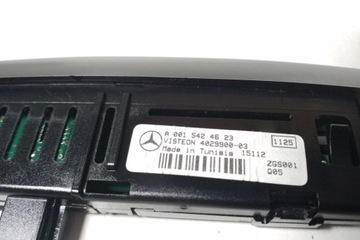 A 001 542 46 23
VISTEON 4029900-03
Made in Tunisia 15112
1125
ZGS001
Q05